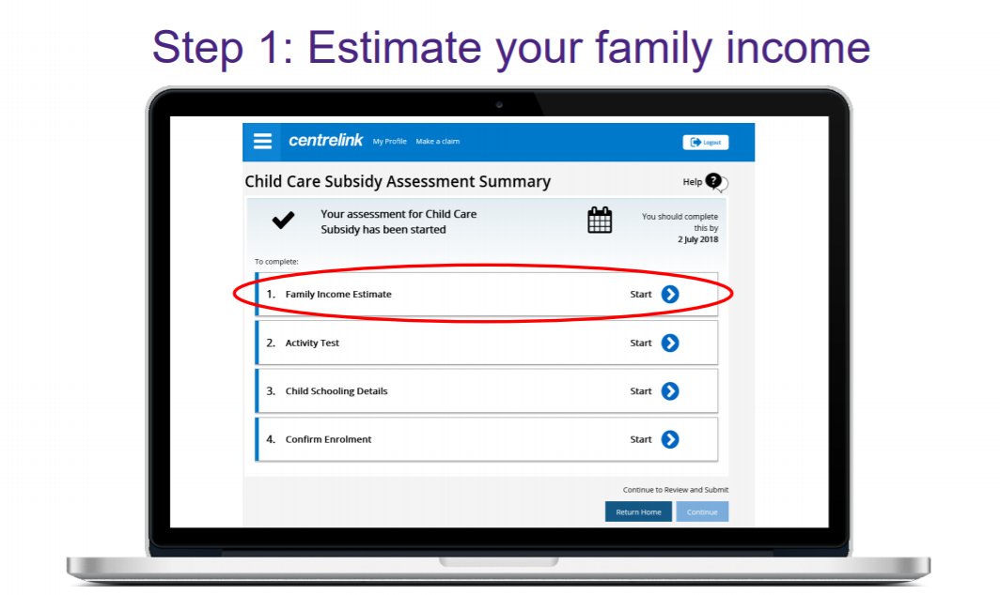 Step 1: Estimate your family income
centrelink My Profile Make a claim Logout
Child Care Subsidy Assessment Summary Help ?
Your assessment for Child Care
Subsidy has been started
You should complete
this by
2 July 2018
To complete:
1. Family Income Estimate Start
2. Activity Test Start
3. Child Schooling Details Start
4. Confirm Enrolment Start
Continue to Review and Submit
Return Home Continue